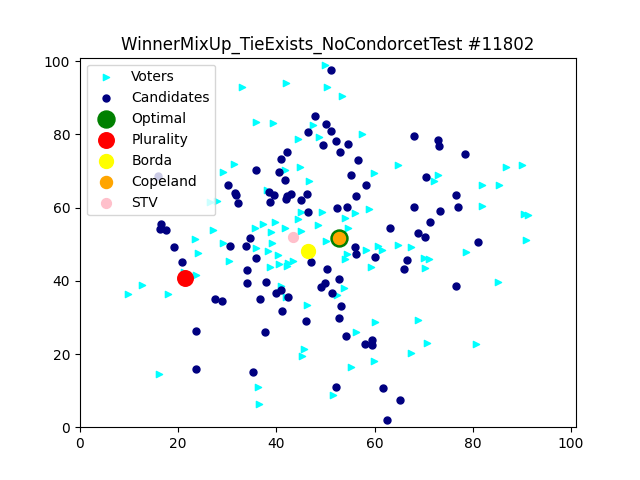 WinnerMixUp_TieExists_NoCondorcetTest #11802
100
80
60
40
20
0
Voters
Candidates
Optimal
Plurality
Borda
Copeland
STV
0 20 40 60 80 100